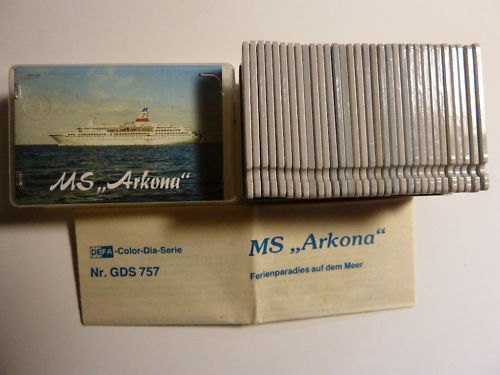 MS „Arkona“
DEFA-Color-Dia-Serie
Nr. GDS 757
MS „Arkona“
Ferienparadies auf dem Meer